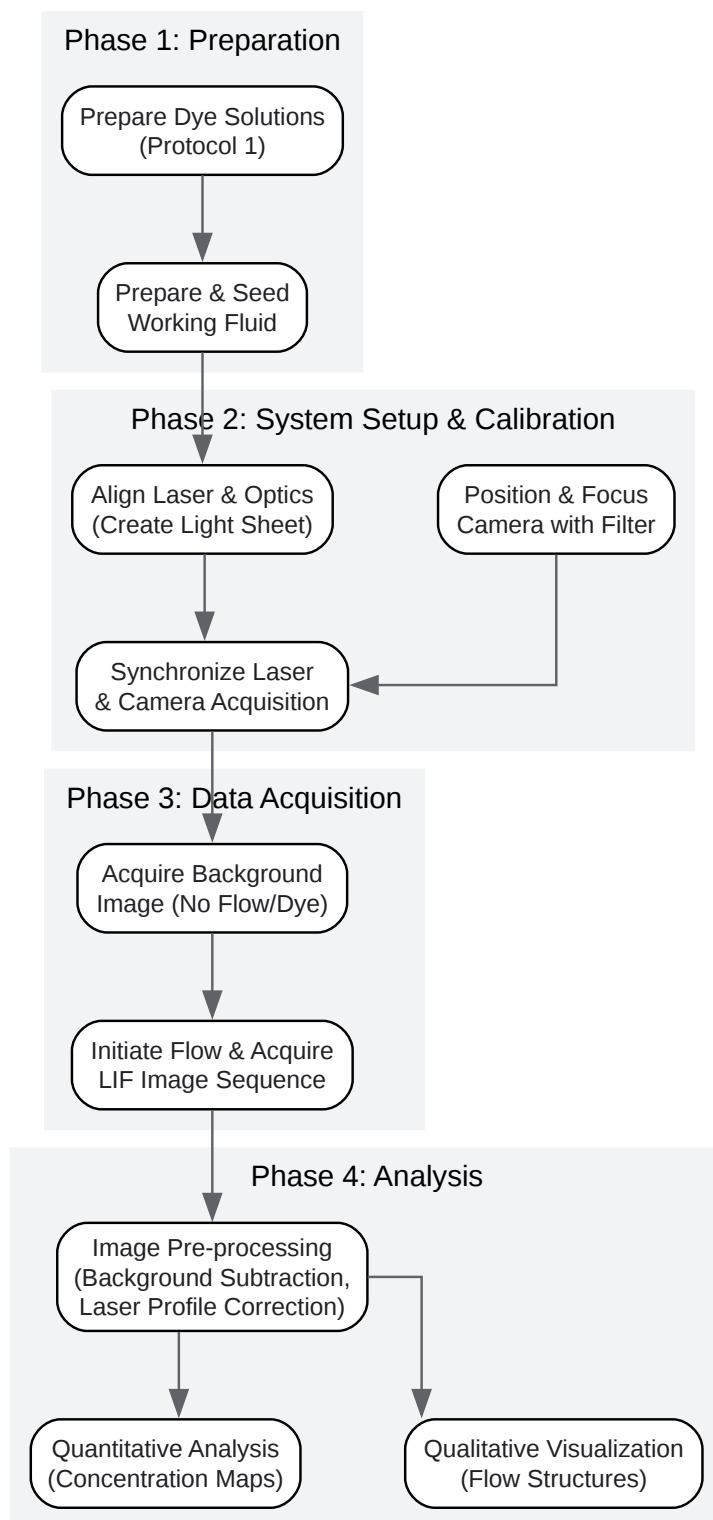 Phase 1: Preparation
Prepare Dye Solutions
(Protocol 1)
Prepare & Seed
Working Fluid
Phase 2: System Setup & Calibration
Align Laser & Optics
(Create Light Sheet)
Position & Focus
Camera with Filter
Synchronize Laser
& Camera Acquisition
Phase 3: Data Acquisition
Acquire Background
Image (No Flow/Dye)
Initiate Flow & Acquire
LIF Image Sequence
Phase 4: Analysis
Image Pre-processing
(Background Subtraction,
Laser Profile Correction)
Quantitative Analysis
(Concentration Maps)
Qualitative Visualization
(Flow Structures)